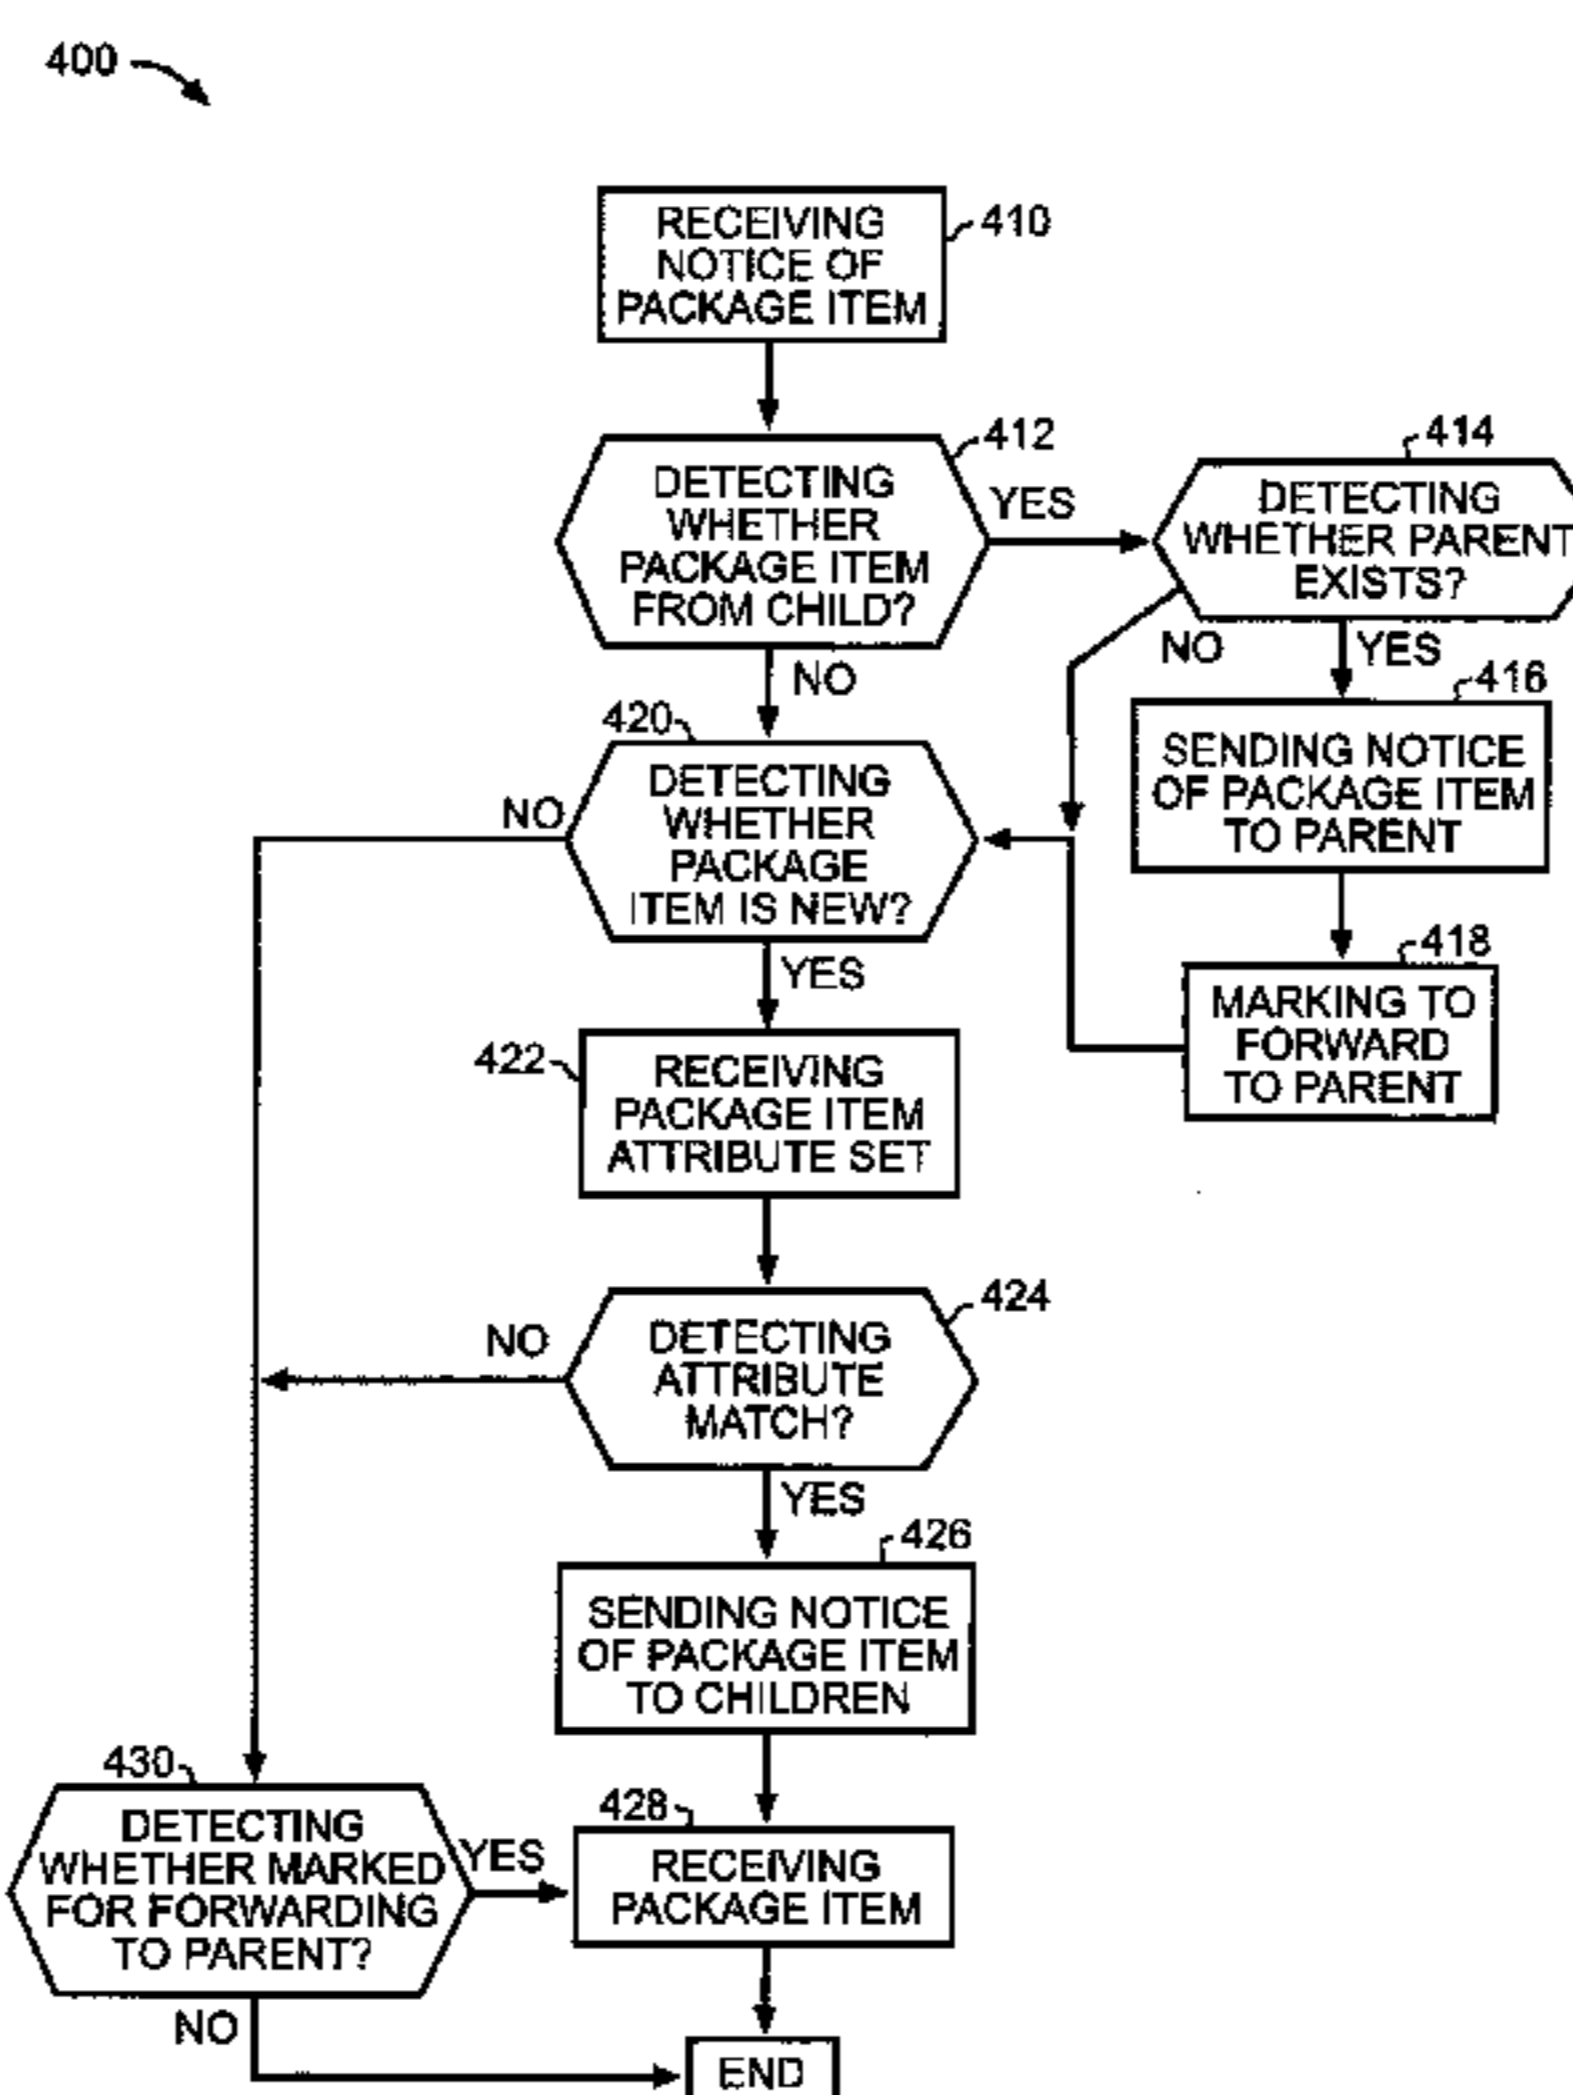 400
RECEIVING
NOTICE OF
PACKAGE ITEM
410
412
DETECTING
WHETHER
PACKAGE ITEM
FROM CHILD?
YES
NO
414
DETECTING
WHETHER PARENT
EXISTS?
NO
YES
416
SENDING NOTICE
OF PACKAGE ITEM
TO PARENT
418
MARKING TO
FORWARD
TO PARENT
420
DETECTING
WHETHER
PACKAGE
ITEM IS NEW?
NO
YES
422
RECEIVING
PACKAGE ITEM
ATTRIBUTE SET
424
DETECTING
ATTRIBUTE
MATCH?
NO
YES
426
SENDING NOTICE
OF PACKAGE ITEM
TO CHILDREN
430
DETECTING
WHETHER MARKED
FOR FORWARDING
TO PARENT?
YES
NO
428
RECEIVING
PACKAGE ITEM
END